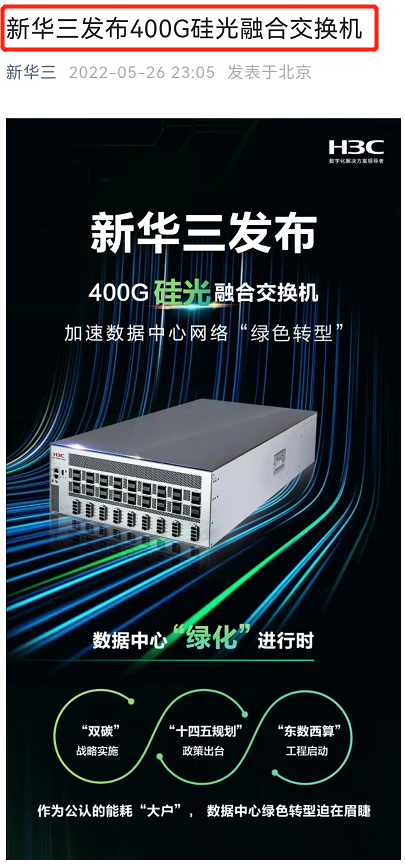 新华三发布400G硅光融合交换机
新华三 2022-05-26 23:05 发表于北京
H3C
数字化解决方案领导者
新华三发布
400G 硅光 融合交换机
加速数据中心网络“绿色转型”
H3C
数据中心“绿化”进行时
“双碳” “十四五规划” “东数西算”
战略实施 政策出台 工程启动
作为公认的能耗“大户”，数据中心绿色转型迫在眉睫